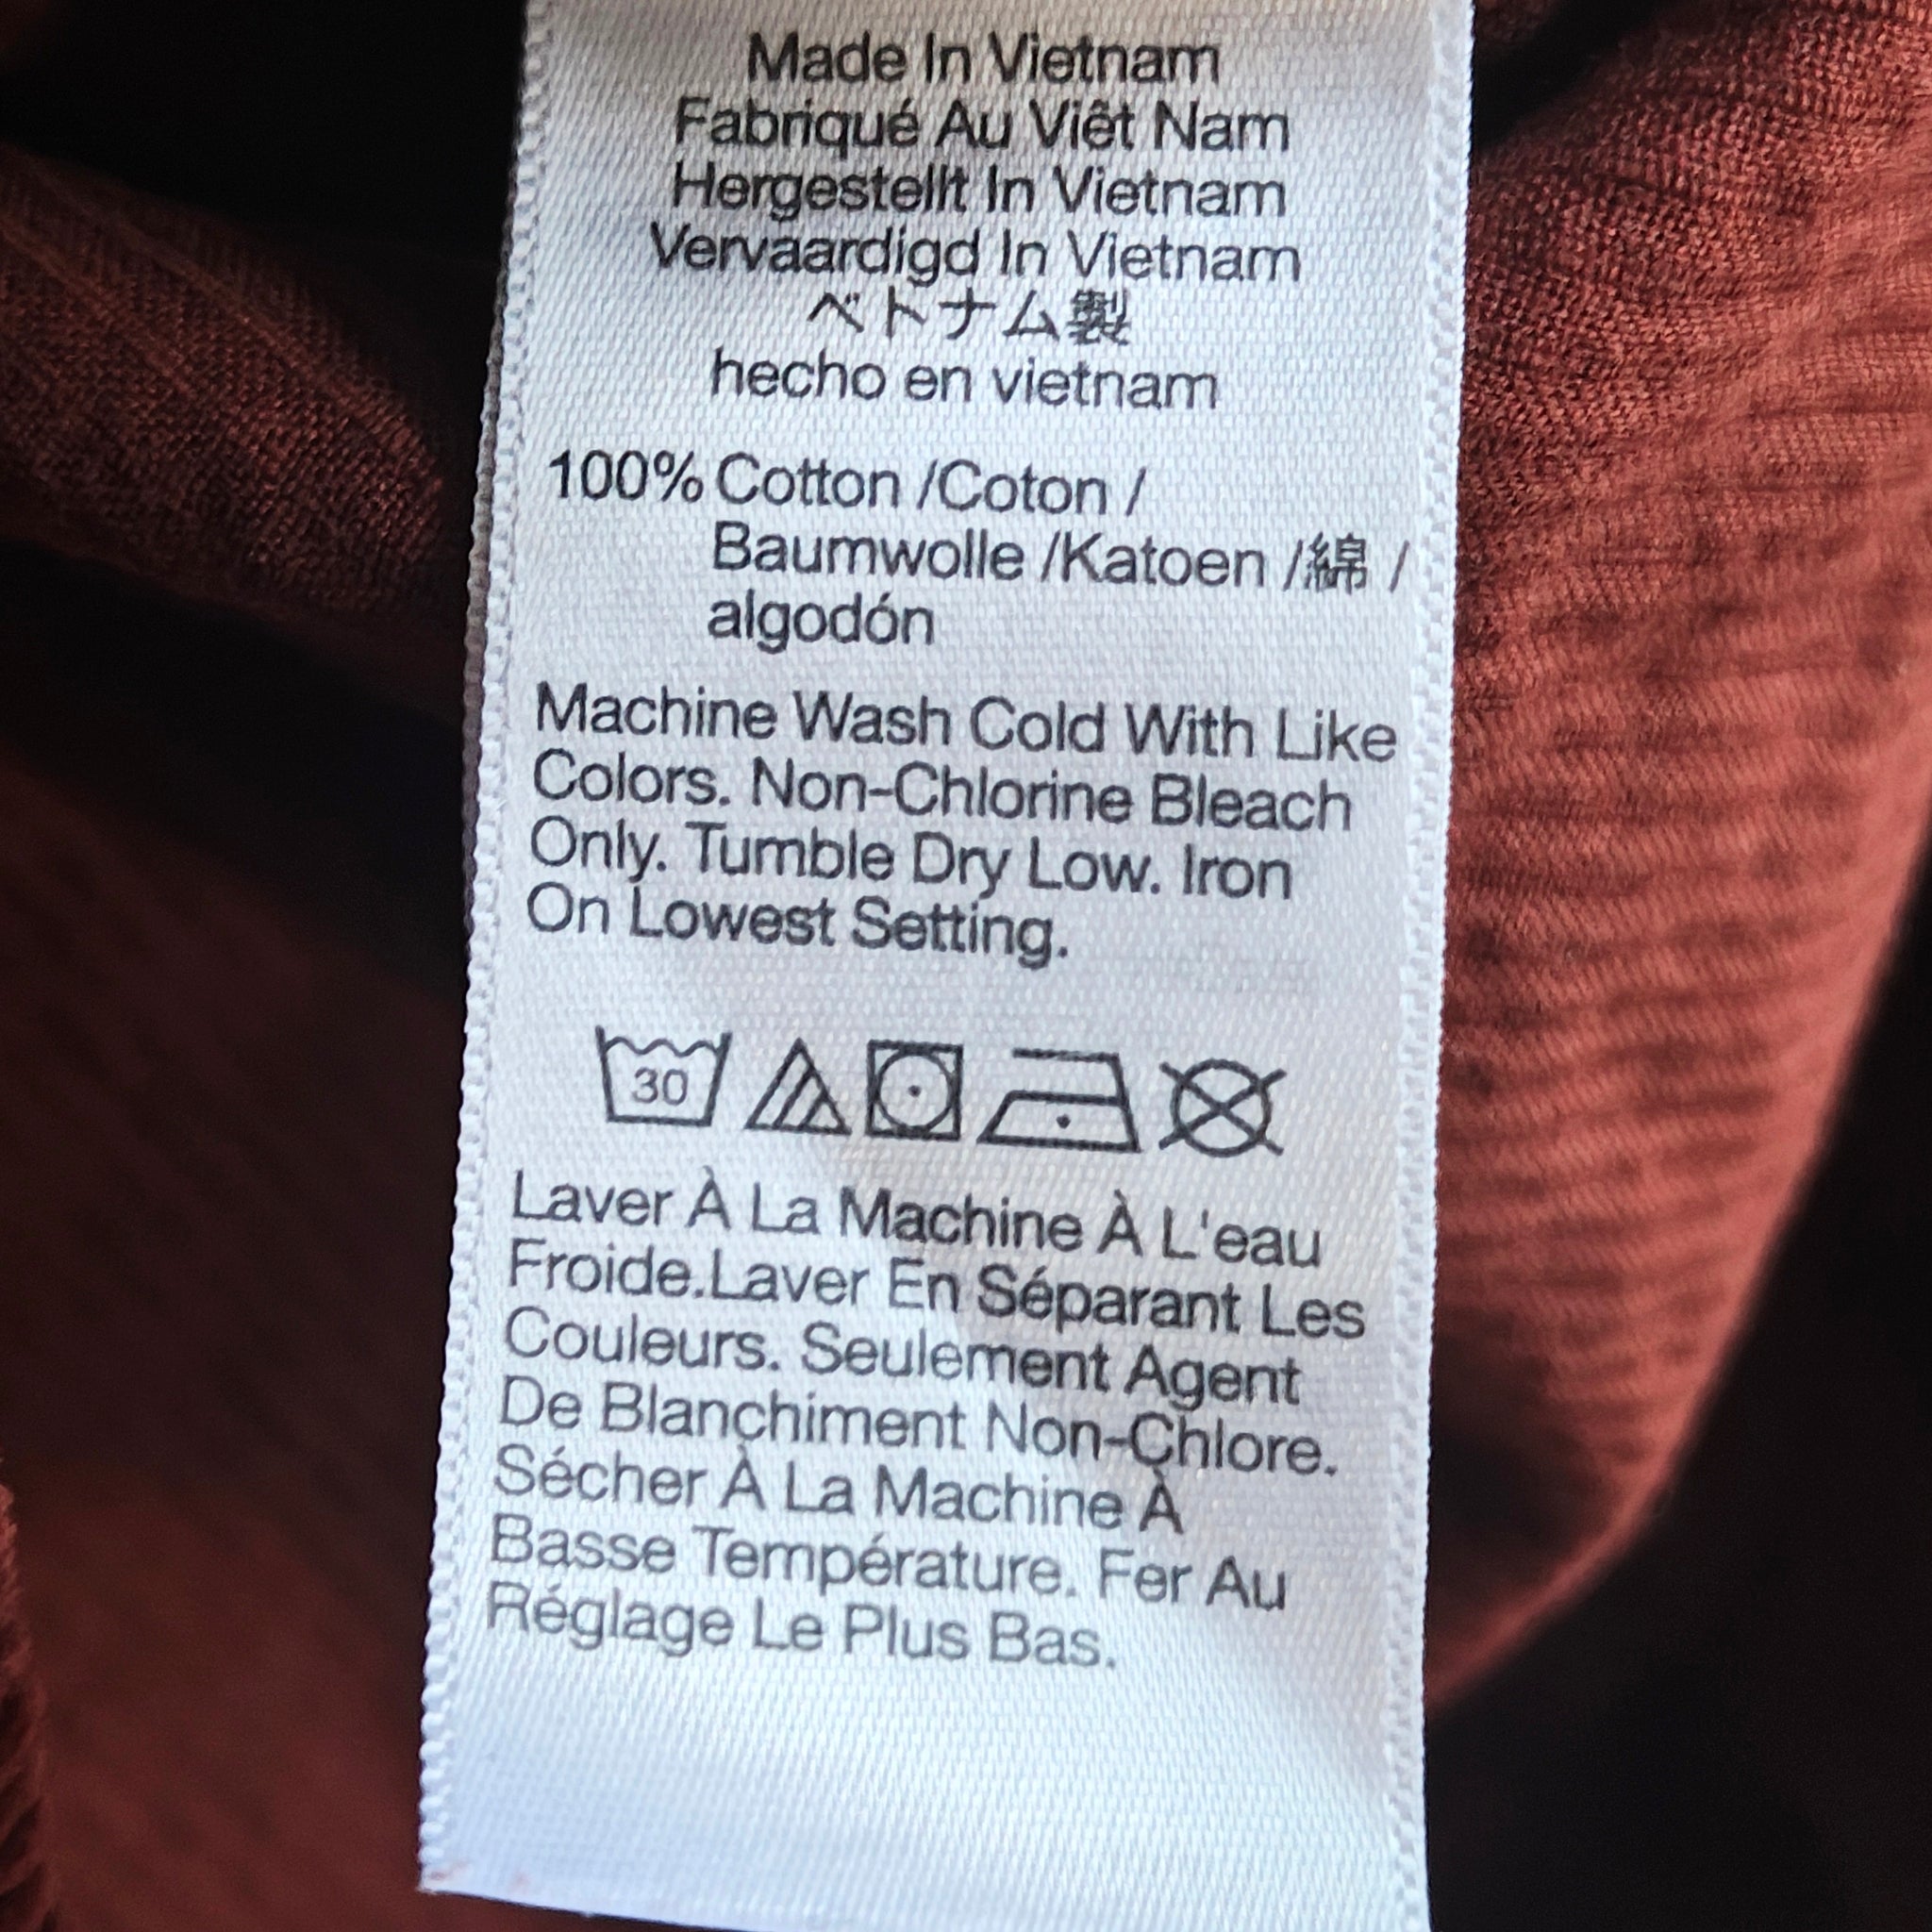 Made In Vietnam
Fabriqué Au Viêt Nam
Hergestellt In Vietnam
Vervaardigd In Vietnam
ベトナム製
hecho en vietnam
100% Cotton /Coton /
Baumwolle /Katoen /綿 /
algodón
Machine Wash Cold With Like
Colors. Non-Chlorine Bleach
Only. Tumble Dry Low. Iron
On Lowest Setting.
30
Laver À La Machine À L'eau
Froide.Laver En Séparant Les
Couleurs. Seulement Agent
De Blanchiment Non-Chlore.
Sécher À La Machine À
Basse Température. Fer Au
Réglage Le Plus Bas.